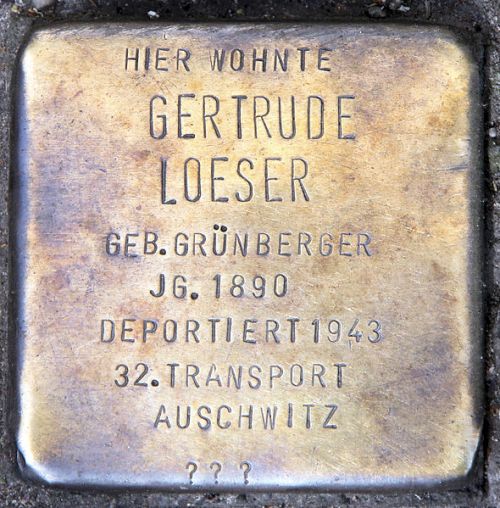 HIER WOHNTE
GERTRUDE
LOESER
GEB. GRÜNBERGER
JG. 1890
DEPORTIERT 1943
32. TRANSPORT
AUSCHWITZ
? ? ?